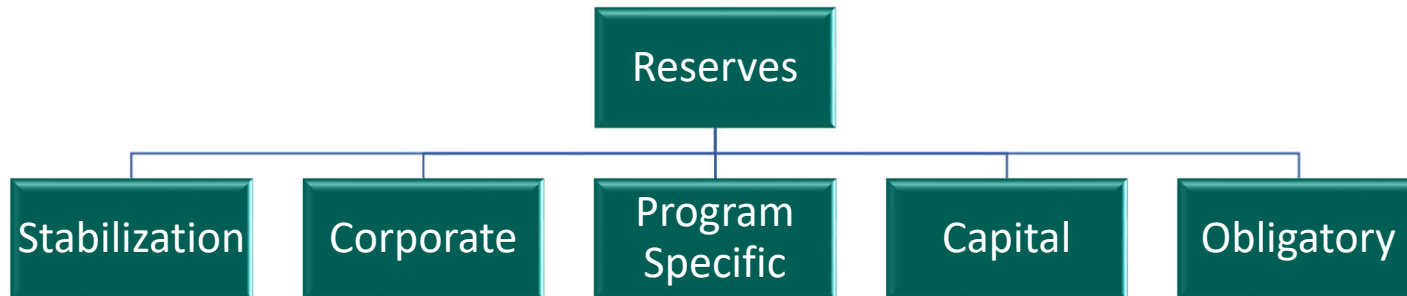 Reserves
Stabilization
Corporate
Program
Specific
Capital
Obligatory